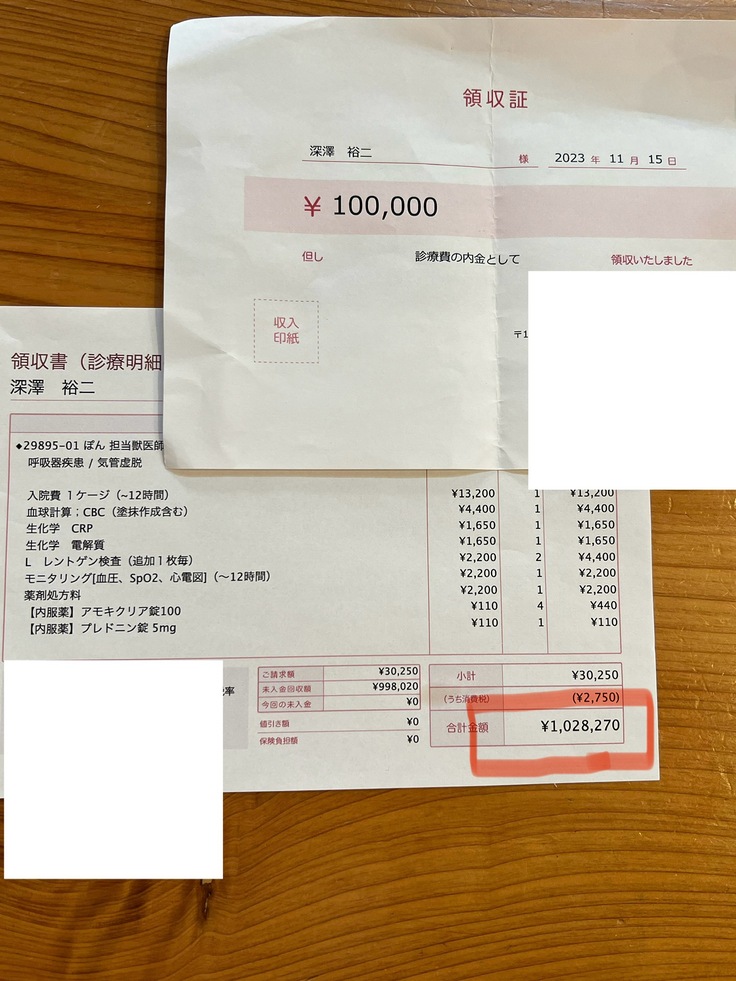 領収証
深澤 裕二 様 2023 年 11 月 15 日
¥ 100,000
但し 診療費の内金として 領収いたしました
収入
印紙
〒1
領収書（診療明細
深澤 裕二
◆29895-01 ぽん 担当獣医師
呼吸器疾患 / 気管虚脱
入院費 1ケージ（~12時間） ¥13,200 1 ¥13,200
血球計算；CBC（塗抹作成含む） ¥4,400 1 ¥4,400
生化学 CRP ¥1,650 1 ¥1,650
生化学 電解質 ¥1,650 1 ¥1,650
L レントゲン検査（追加1枚毎） ¥2,200 2 ¥4,400
モニタリング[血圧、SpO2、心電図]（~12時間） ¥2,200 1 ¥2,200
薬剤処方料 ¥2,200 1 ¥2,200
【内服薬】アモキクリア錠100 ¥110 4 ¥440
【内服薬】プレドニン錠 5mg ¥110 1 ¥110
率
ご請求額 ¥30,250
未入金回収額 ¥998,020
今回の未入金 ¥0
値引き額 ¥0
保険負担額 ¥0
小計 ¥30,250
（うち消費税） (¥2,750)
合計金額 ¥1,028,270